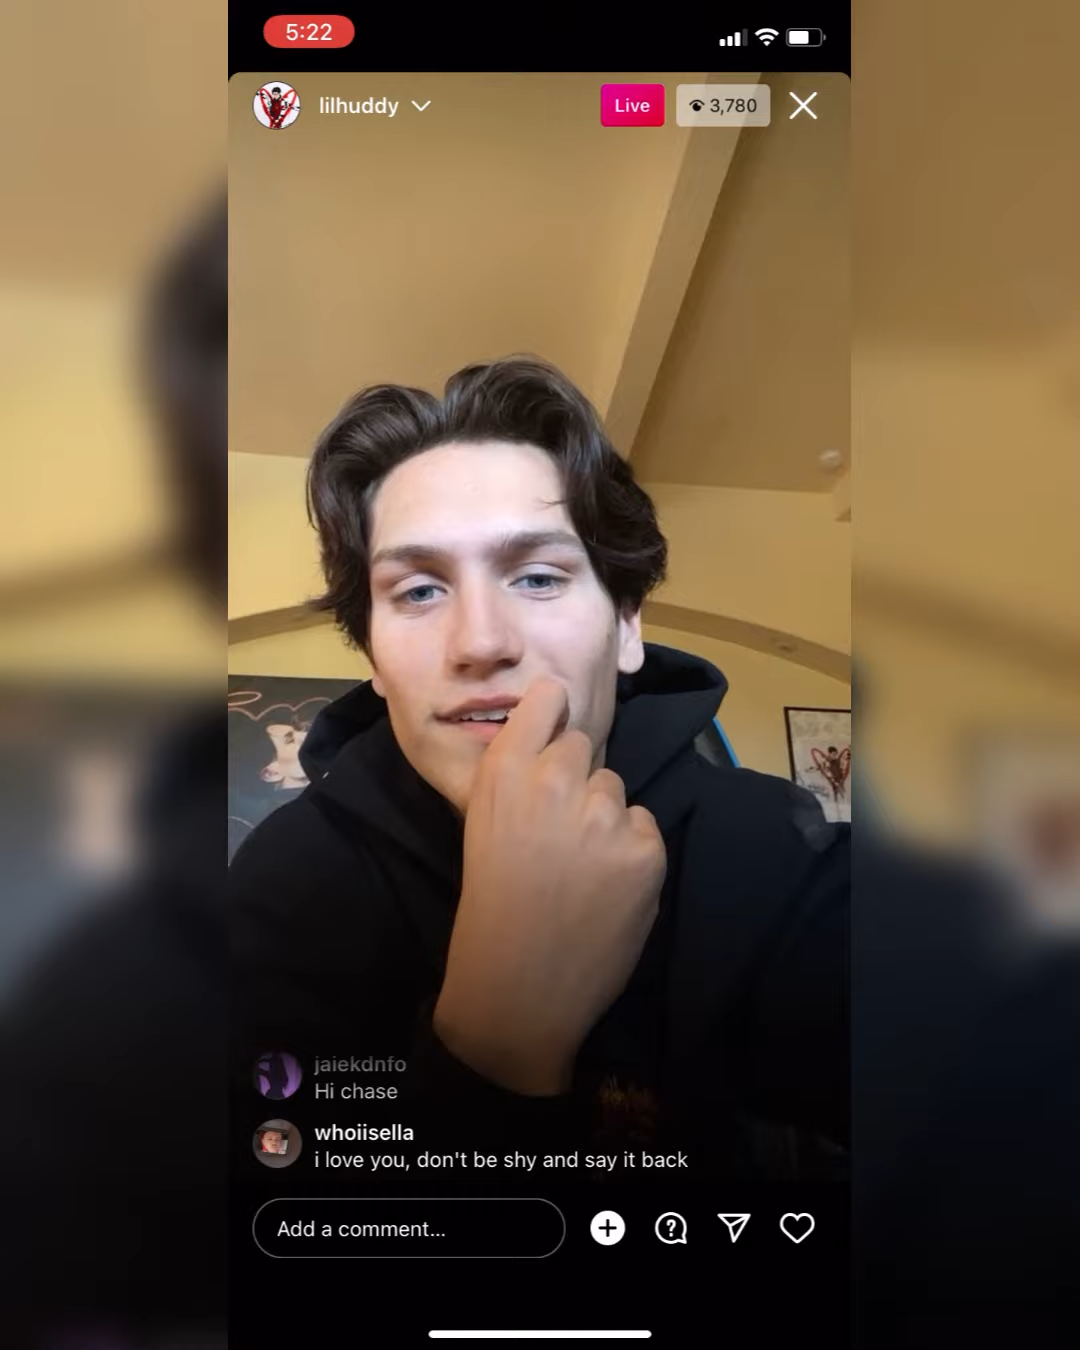 5:22
lilhuddy
Live
3,780
jaiekdnfo
Hi chase
whoiisella
i love you, don't be shy and say it back
Add a comment...